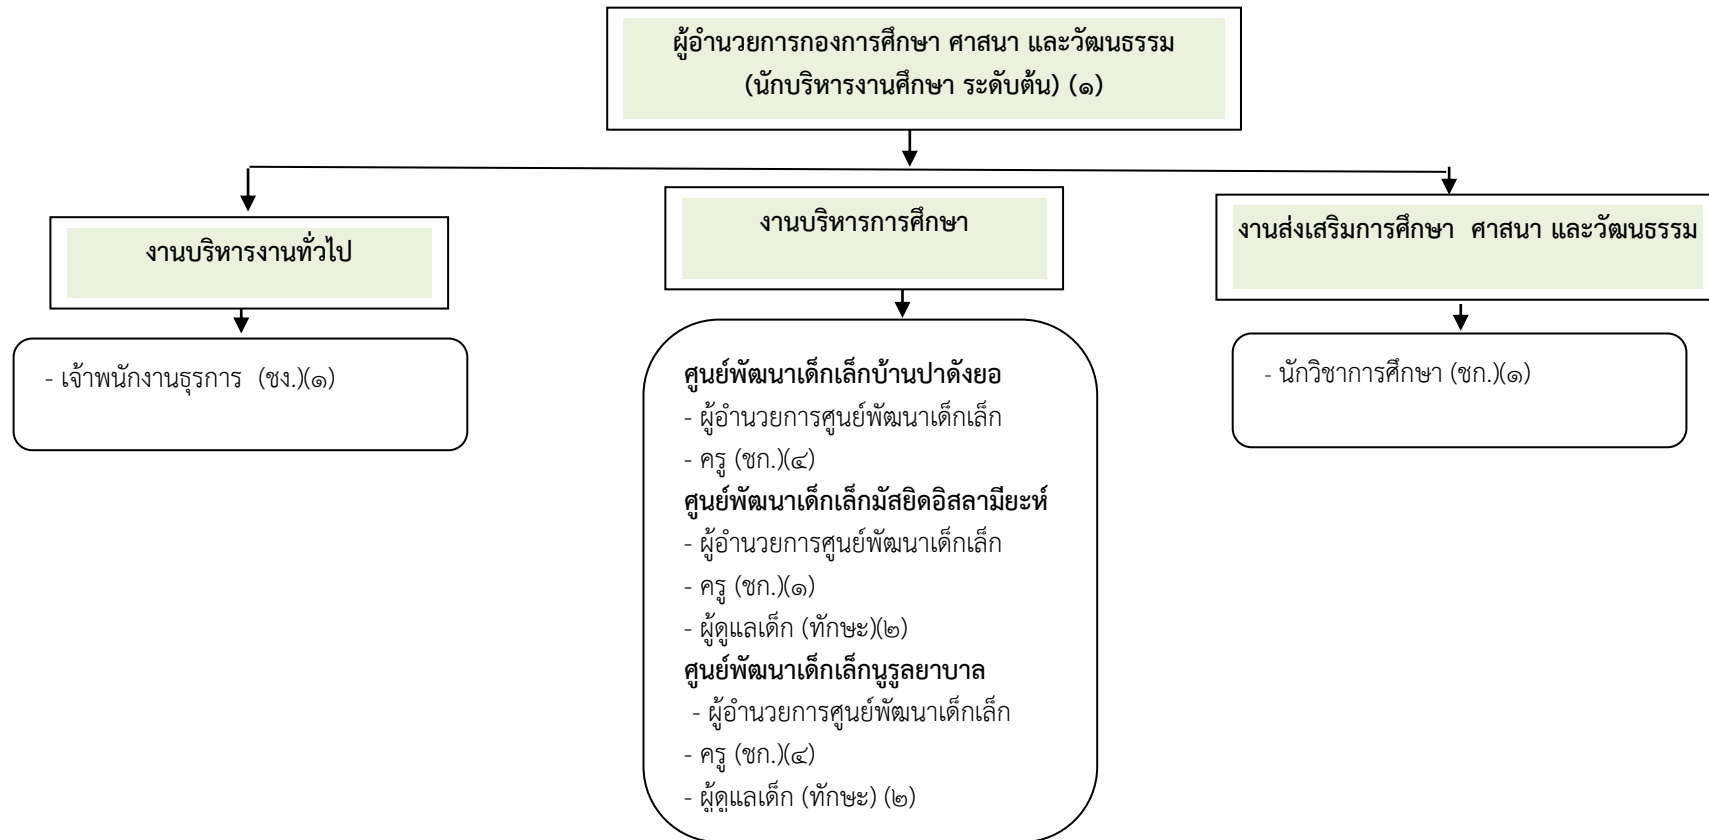 ผู้อำนวยการกองการศึกษา ศาสนา และวัฒนธรรม
(นักบริหารงานศึกษา ระดับต้น) (๑)
งานบริหารงานทั่วไป
- เจ้าพนักงานธุรการ (ชง.)(๑)
งานบริหารการศึกษา
ศูนย์พัฒนาเด็กเล็กบ้านปาดังยอ
- ผู้อำนวยการศูนย์พัฒนาเด็กเล็ก
- ครู (ชก.)(๔)
ศูนย์พัฒนาเด็กเล็กมัสยิดอิสลามียะห์
- ผู้อำนวยการศูนย์พัฒนาเด็กเล็ก
- ครู (ชก.)(๑)
- ผู้ดูแลเด็ก (ทักษะ)(๒)
ศูนย์พัฒนาเด็กเล็กนูรูลยาบาล
- ผู้อำนวยการศูนย์พัฒนาเด็กเล็ก
- ครู (ชก.)(๔)
- ผู้ดูแลเด็ก (ทักษะ) (๒)
งานส่งเสริมการศึกษา ศาสนา และวัฒนธรรม
- นักวิชาการศึกษา (ชก.)(๑)